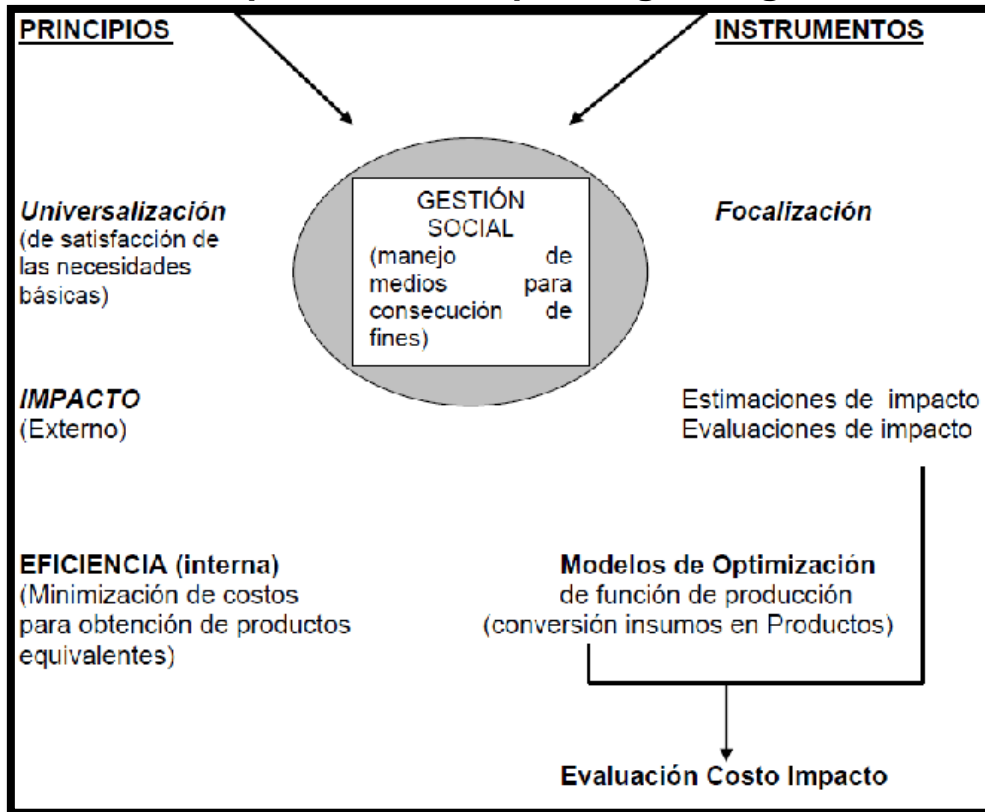 PRINCIPIOS
INSTRUMENTOS
GESTIÓN
SOCIAL
(manejo de
medios para
consecución de
fines)
Universalización
(de satisfacción de
las necesidades
básicas)
Focalización
IMPACTO
(Externo)
Estimaciones de impacto
Evaluaciones de impacto
EFICIENCIA (interna)
(Minimización de costos
para obtención de productos
equivalentes)
Modelos de Optimización
de función de producción
(conversión insumos en Productos)
Evaluación Costo Impacto